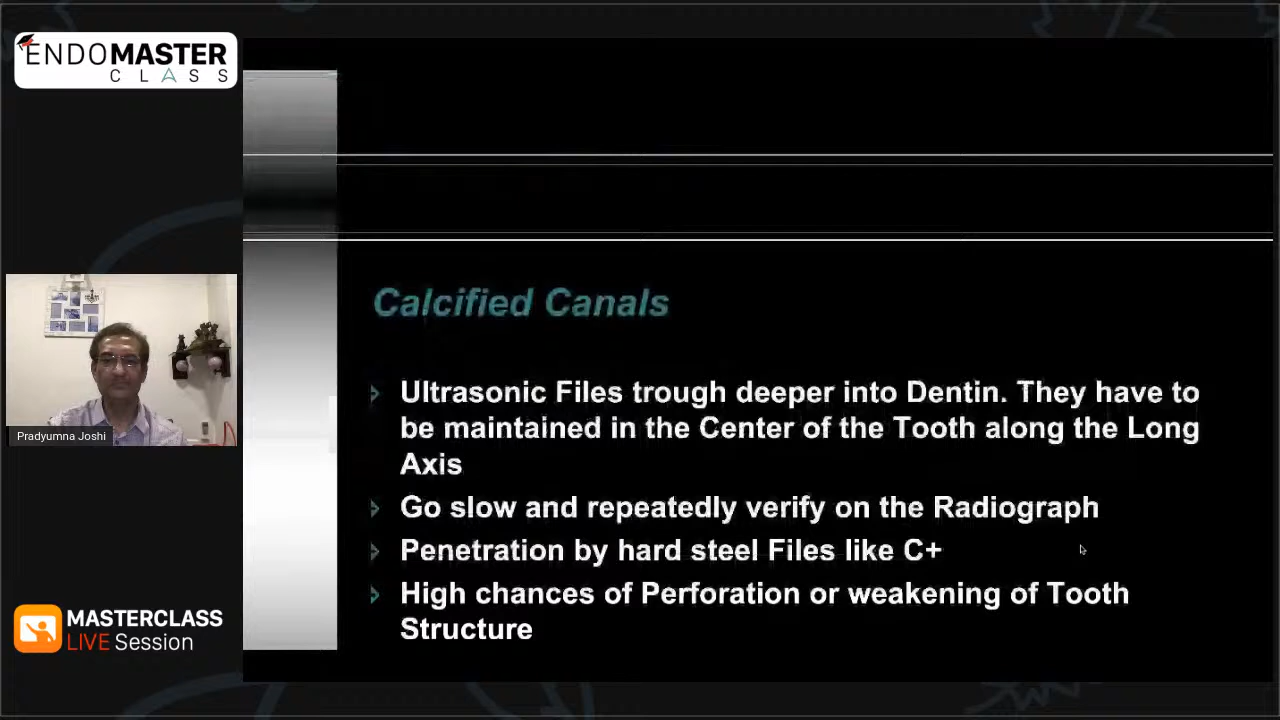 ENDOMASTER
CLASS
Calcified Canals
Ultrasonic Files trough deeper into Dentin. They have to
be maintained in the Center of the Tooth along the Long
Axis
Go slow and repeatedly verify on the Radiograph
Penetration by hard steel Files like C+
High chances of Perforation or weakening of Tooth
Structure
Pradyumna Joshi
MASTERCLASS
LIVE Session